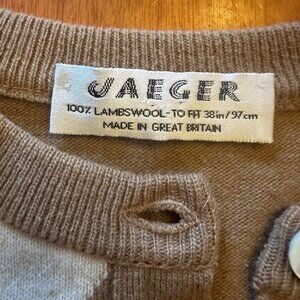 JAEGER
100% LAMBSWOOL-TO FIT 38in/97cm
MADE IN GREAT BRITAIN